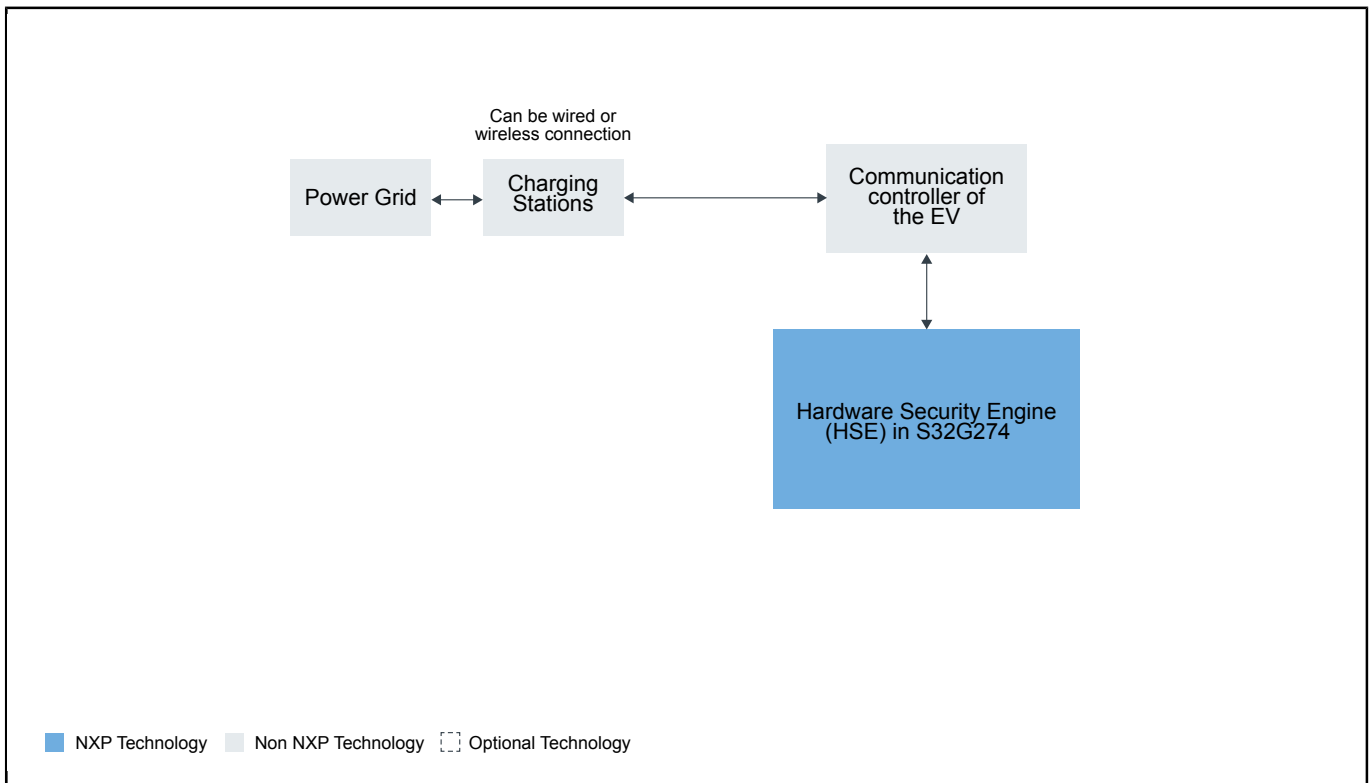 Can be wired or
wireless connection
Power Grid
Charging
Stations
Communication
controller of
the EV
Hardware Security Engine
(HSE) in S32G274
NXP Technology
Non NXP Technology
Optional Technology